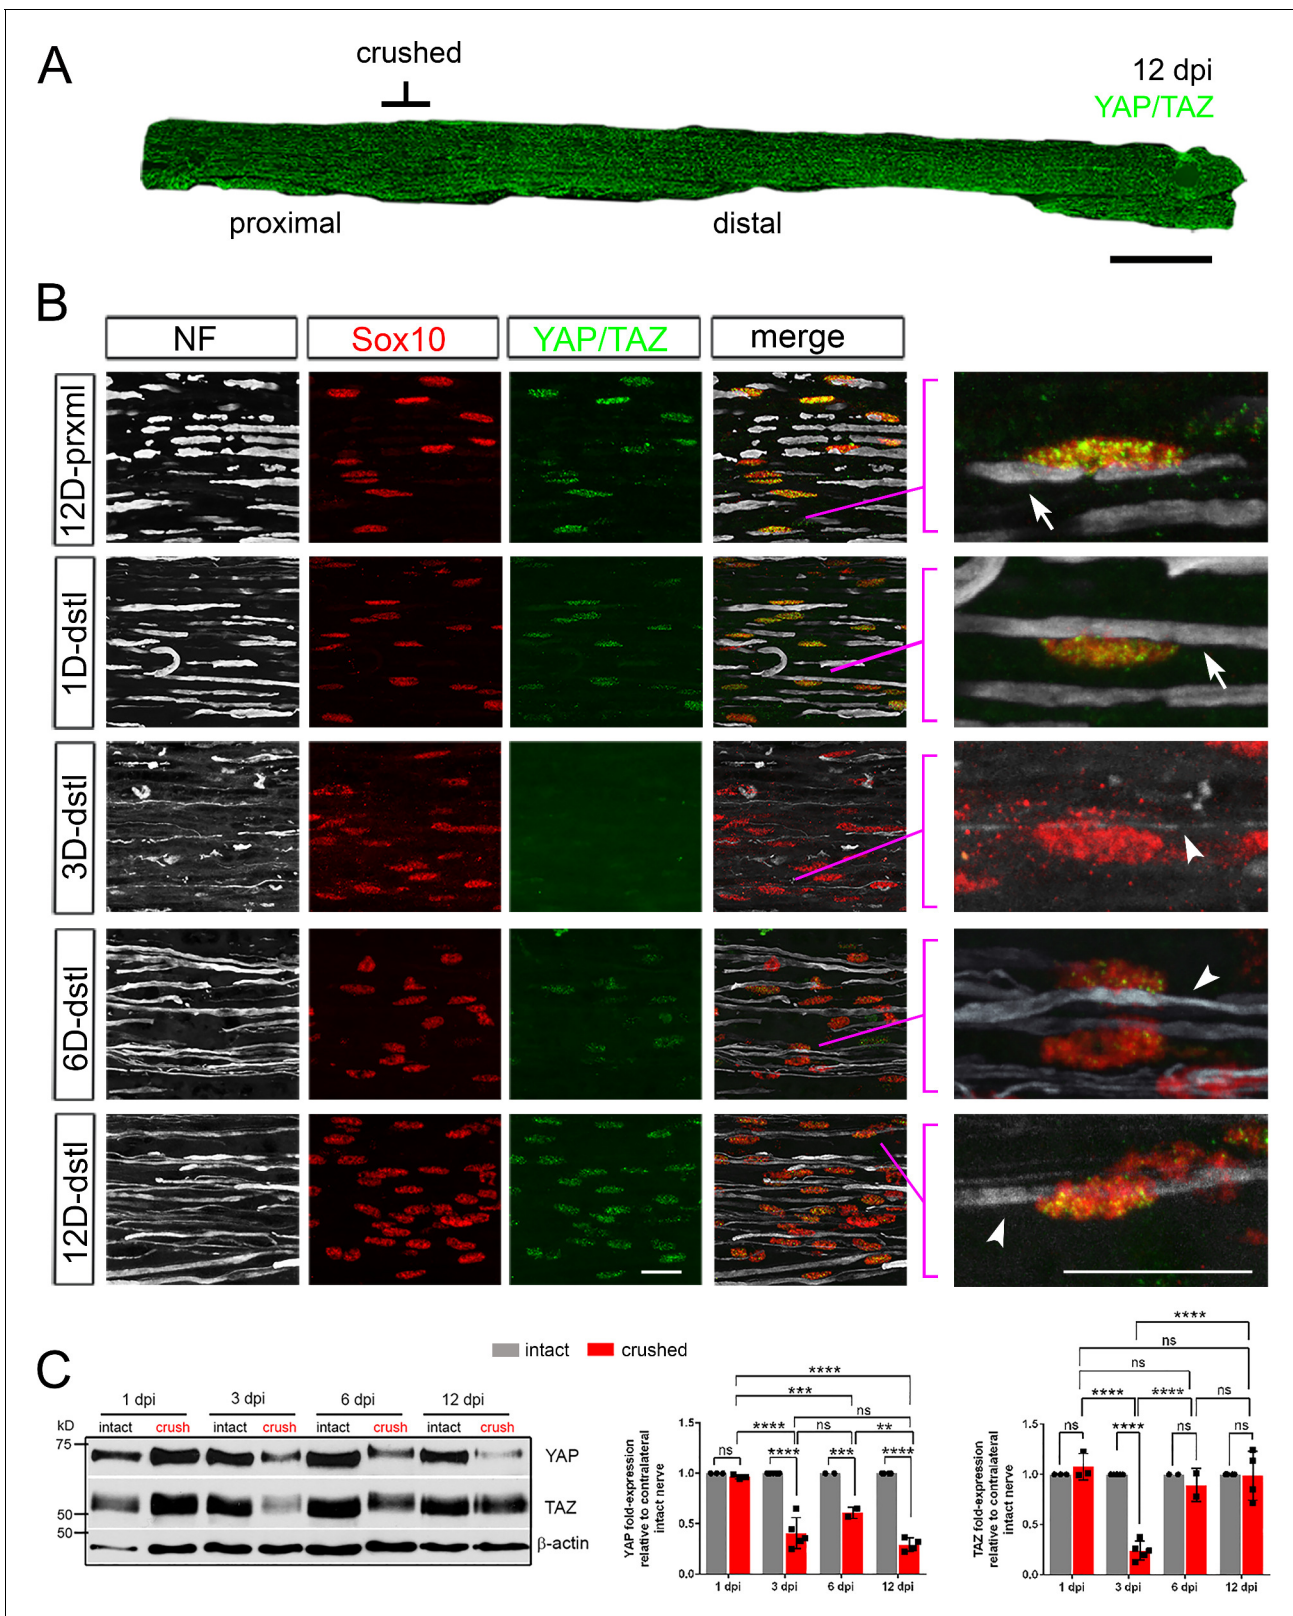 A
crushed
12 dpi
YAP/TAZ
proximal
distal
B
NF
Sox10
YAP/TAZ
merge
12D-prxml
1D-dstl
3D-dstl
6D-dstl
12D-dstl
C
intact
crushed
1 dpi
3 dpi
6 dpi
12 dpi
kD
intact
crush
intact
crush
intact
crush
intact
crush
75
YAP
TAZ
50
50
β-actin
YAP fold-expression
relative to contralateral
intact nerve
1.5
1.0
0.5
0.0
****
***
ns
****
ns
**
ns
****
***
****
1 dpi
3 dpi
6 dpi
12 dpi
TAZ fold-expression
relative to contralateral
intact nerve
1.5
1.0
0.5
0.0
****
ns
ns
****
****
ns
ns
****
ns
ns
1 dpi
3 dpi
6 dpi
12 dpi